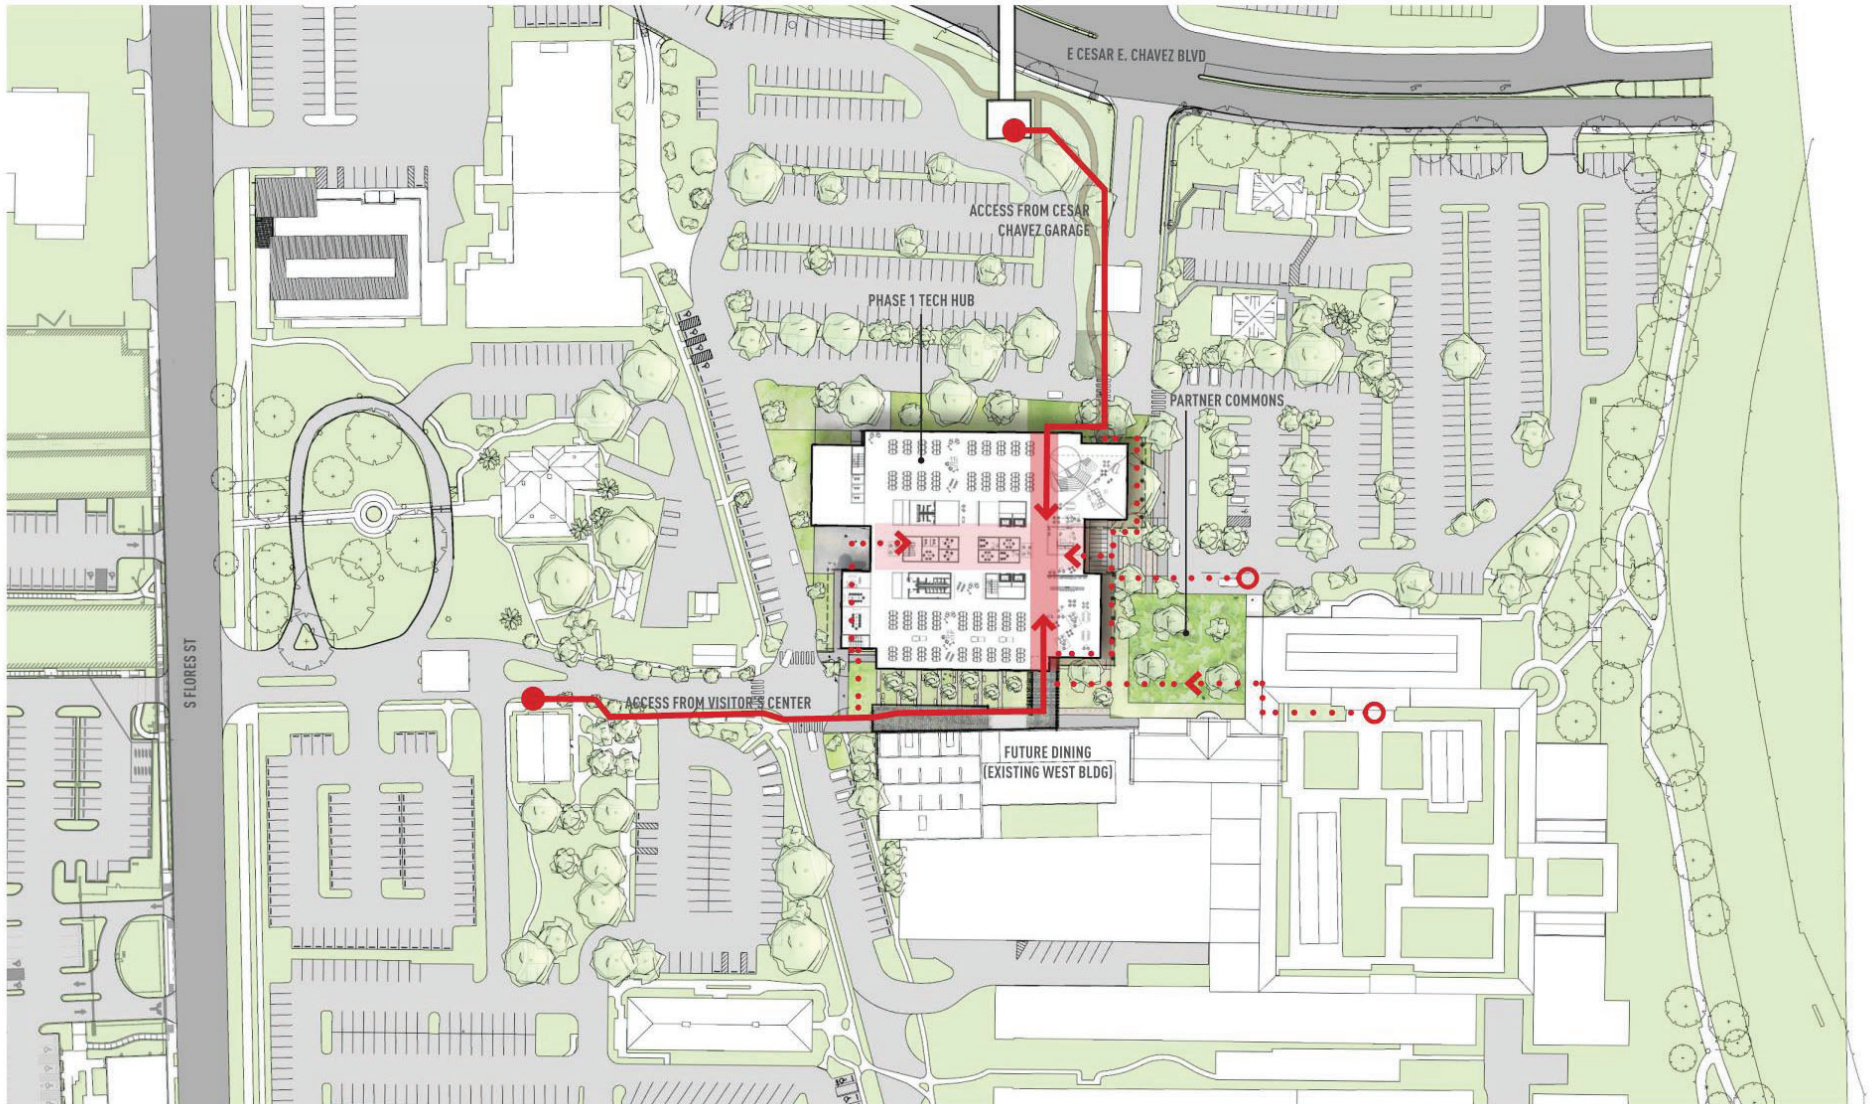 E CESAR E. CHAVEZ BLVD
ACCESS FROM CESAR
CHAVEZ GARAGE
PHASE 1 TECH HUB
PARTNER COMMONS
S FLORES ST
ACCESS FROM VISITOR'S CENTER
FUTURE DINING
(EXISTING WEST BLDG)